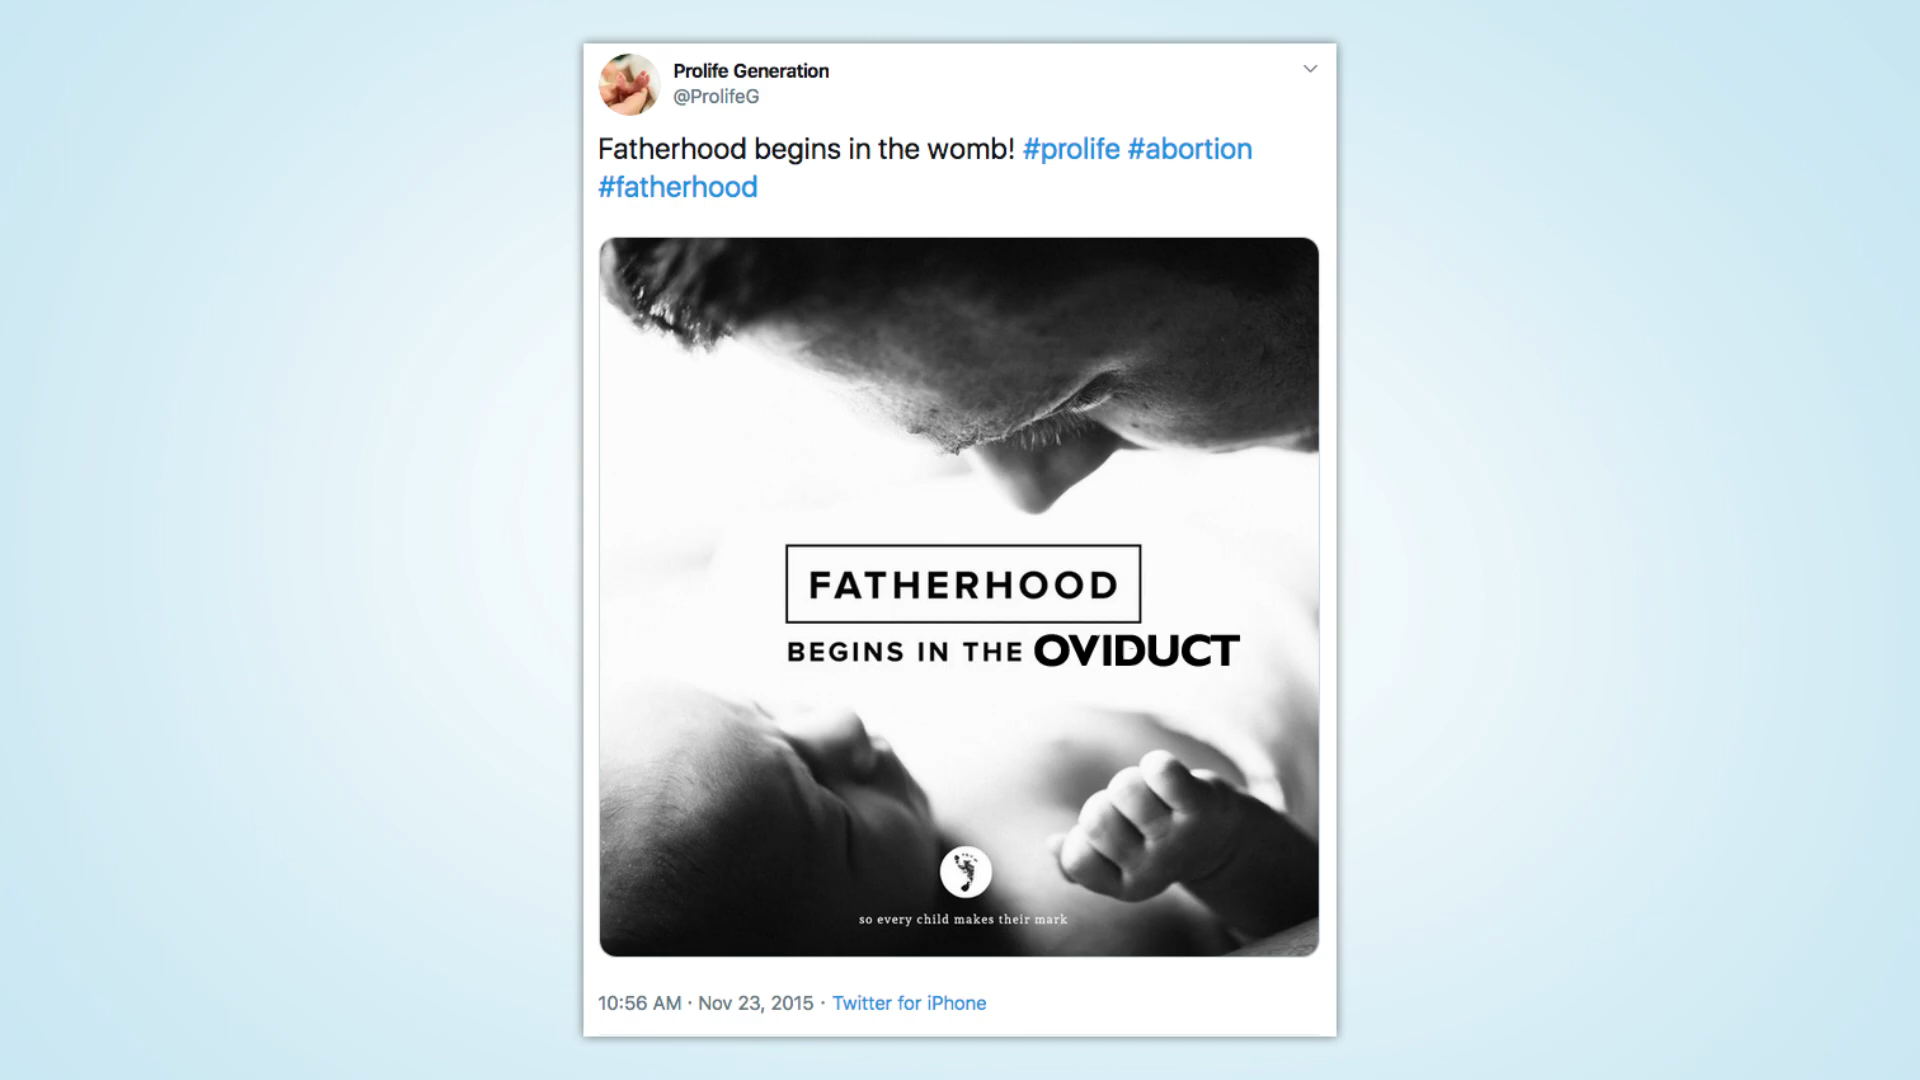 Prolife Generation
@ProlifeG
Fatherhood begins in the womb! #prolife #abortion
#fatherhood
FATHERHOOD
BEGINS IN THE OVIDUCT
so every child makes their mark
10:56 AM · Nov 23, 2015 · Twitter for iPhone